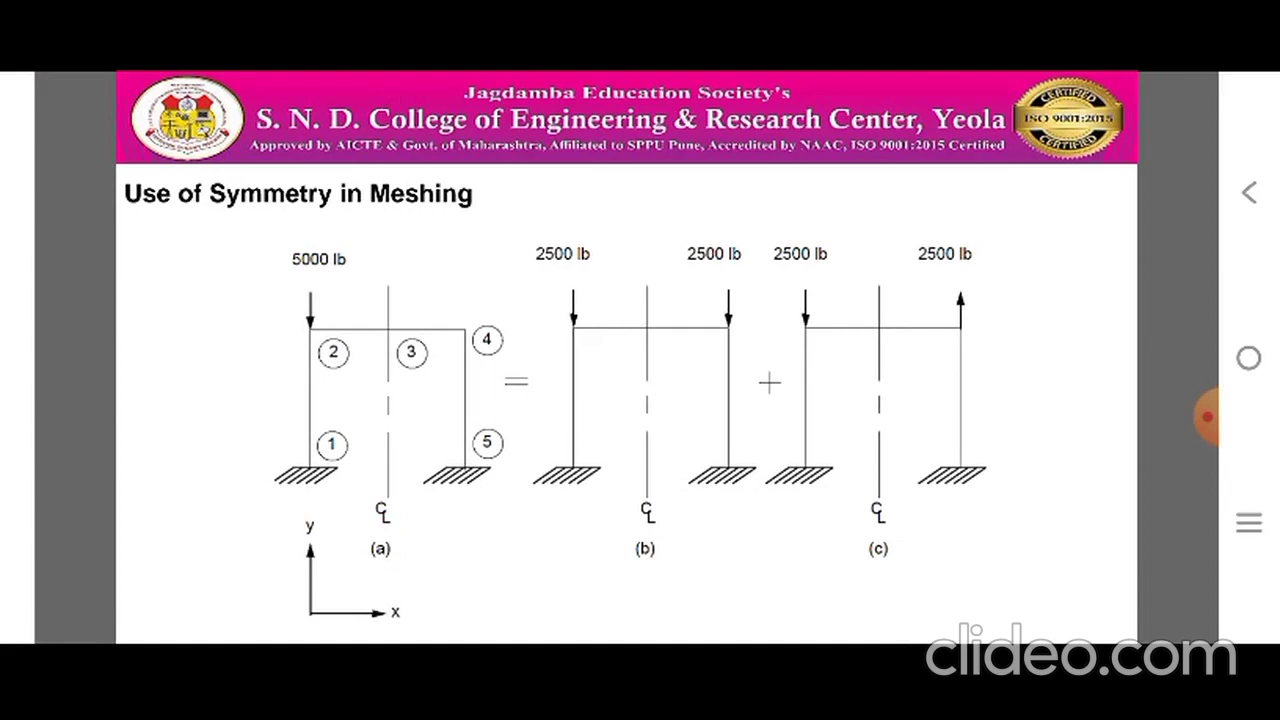 Jagdamba Education Society's
S. N. D. College of Engineering & Research Center, Yeola
Approved by AICTE & Govt. of Maharashtra, Affiliated to SPPU Pune, Accredited by NAAC, ISO 9001:2015 Certified
CERTIFIED
ISO 9001:2015
CERTIFIED
Use of Symmetry in Meshing
5000 lb
2500 lb
2500 lb
2500 lb
2500 lb
2
3
4
=
+
1
5
CL
CL
CL
y
(a)
(b)
(c)
x
clideo.com